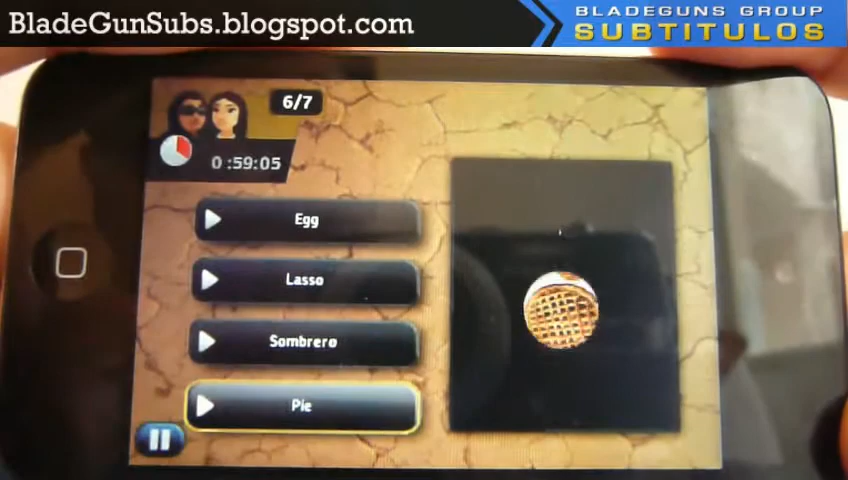 BladeGunSubs.blogspot.com
BLADEGUNS GROUP
SUBTITULOS
6/7
0:59:05
Egg
Lasso
Sombrero
Pie